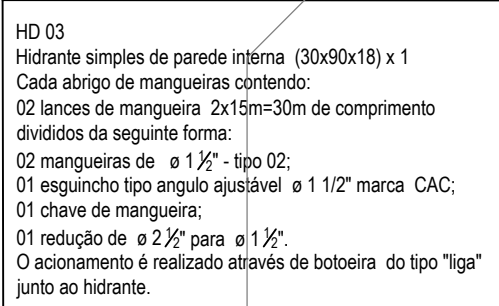 HD 03
Hidrante simples de parede interna (30x90x18) x 1
Cada abrigo de mangueiras contendo:
02 lances de mangueira 2x15m=30m de comprimento
divididos da seguinte forma:
02 mangueiras de ø 1 ½" - tipo 02;
01 esguincho tipo angulo ajustável ø 1 1/2" marca CAC;
01 chave de mangueira;
01 redução de ø 2 ½" para ø 1 ½".
O acionamento é realizado através de botoeira do tipo "liga"
junto ao hidrante.